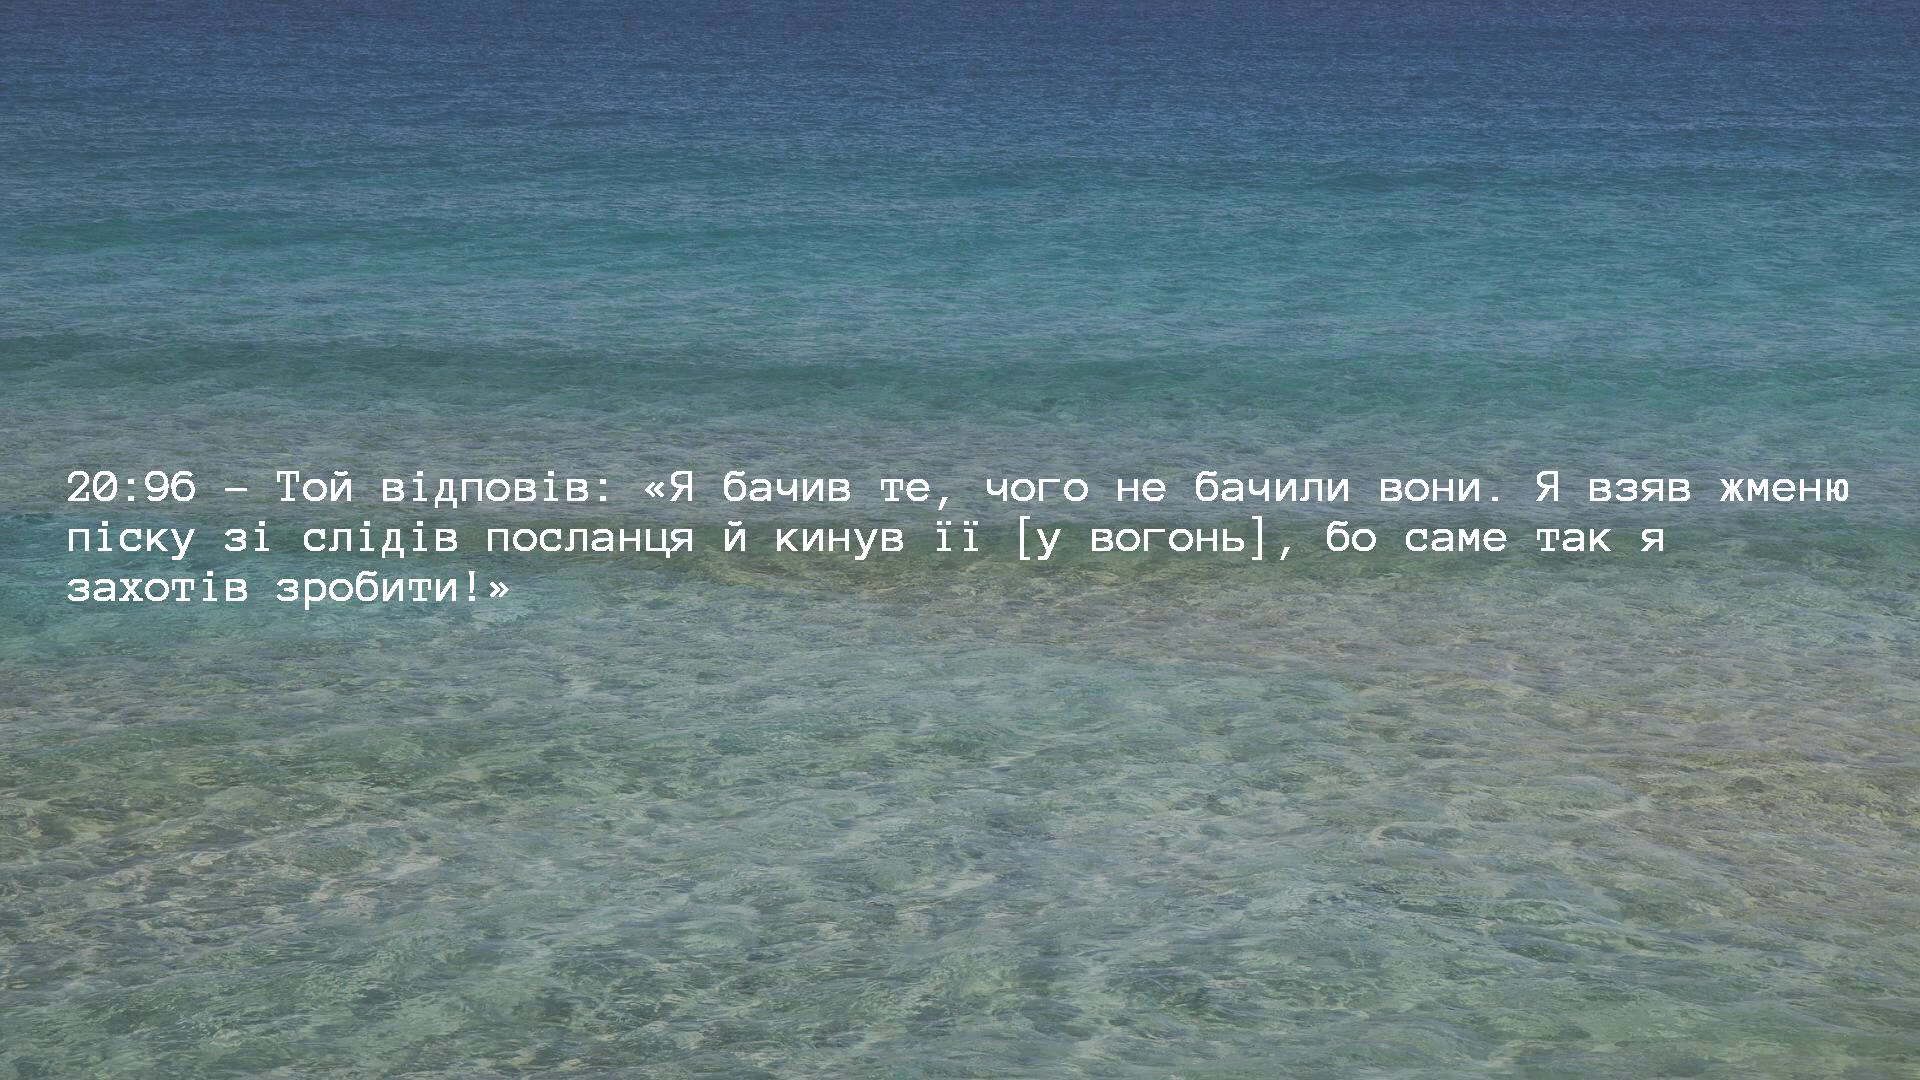 20:96 – Той відповів: «Я бачив те, чого не бачили вони. Я взяв жменю
піску зі слідів посланця й кинув її [у вогонь], бо саме так я
захотів зробити!»